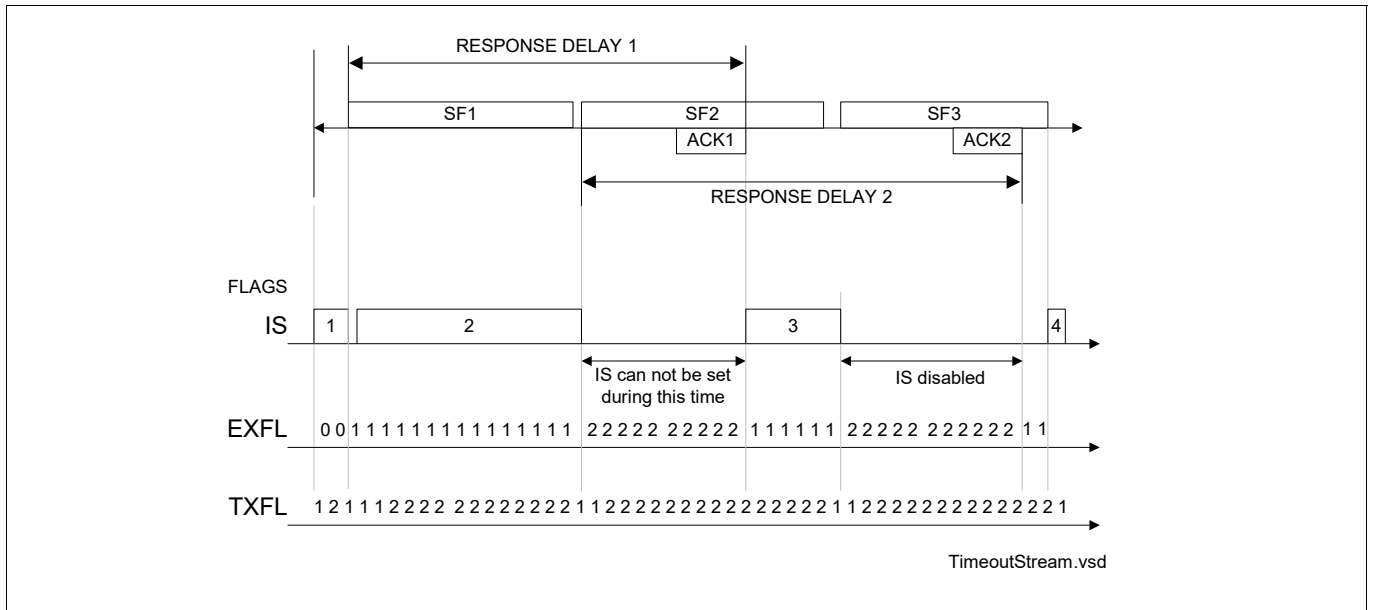 RESPONSE DELAY 1
SF1 SF2 SF3
ACK1 ACK2
RESPONSE DELAY 2
FLAGS
IS 1 2 3 4
IS can not be set
during this time
IS disabled
EXFL 0 0 1 1 1 1 1 1 1 1 1 1 1 1 1 1 1 2 2 2 2 2 2 2 2 2 2 1 1 1 1 1 1 2 2 2 2 2 2 2 2 2 2 2 1 1
TXFL 1 2 1 1 1 2 2 2 2 2 2 2 2 2 2 2 2 1 1 2 2 2 2 2 2 2 2 2 2 2 2 2 2 2 1 1 2 2 2 2 2 2 2 2 2 2 2 2 2 1
TimeoutStream.vsd